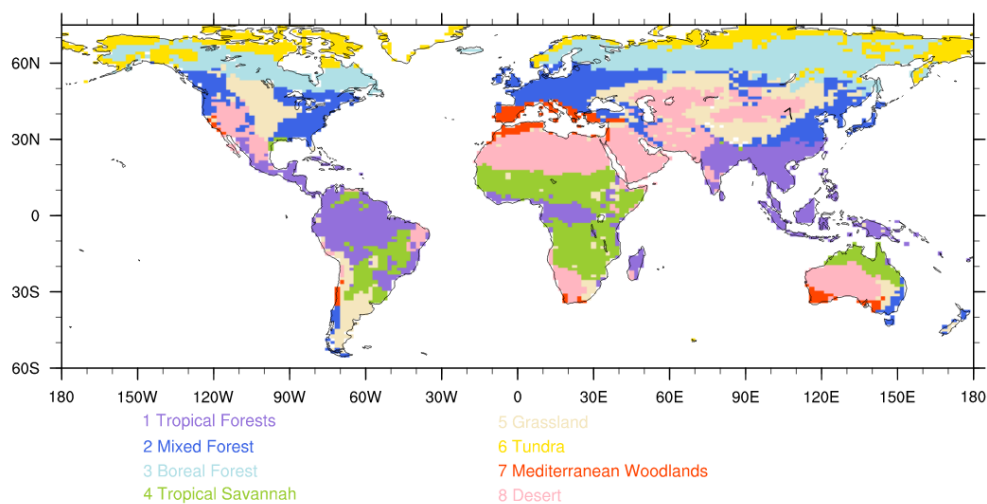 60N
30N
0
30S
60S
180 150W 120W 90W 60W 30W 0 30E 60E 90E 120E 150E 180
7
1 Tropical Forests
2 Mixed Forest
3 Boreal Forest
4 Tropical Savannah
5 Grassland
6 Tundra
7 Mediterranean Woodlands
8 Desert